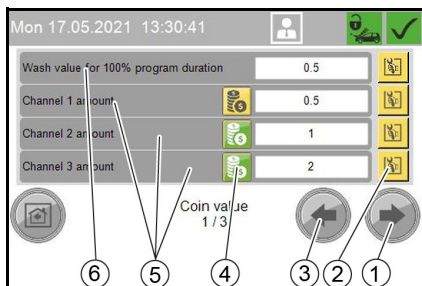 Mon 17.05.2021 13:30:41
Wash value for 100% program duration 0.5
Channel 1 amount 0.5
Channel 2 amount 1
Channel 3 amount 2
Coin value
1 / 3
6 5 4 3 2 1